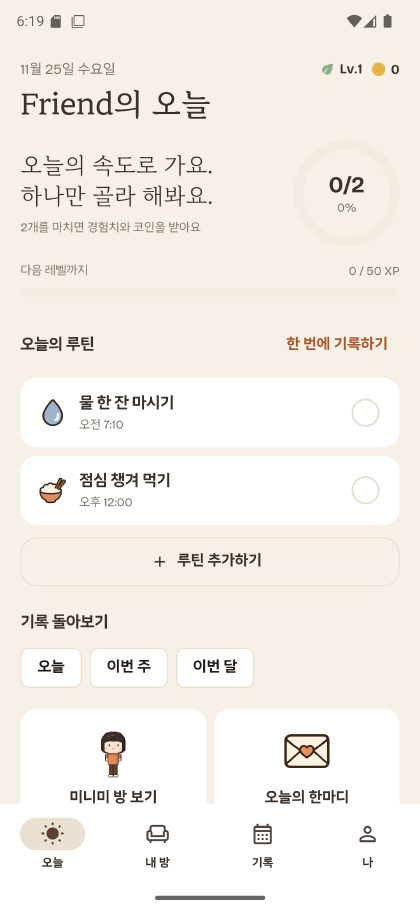 6:19
11월 25일 수요일
Lv.1
0
Friend의 오늘
오늘의 속도로 가요.
하나만 골라 해봐요.
2개를 마치면 경험치와 코인을 받아요
0/2
0%
다음 레벨까지
0 / 50 XP
오늘의 루틴
한 번에 기록하기
물 한 잔 마시기
오전 7:10
점심 챙겨 먹기
오후 12:00
+ 루틴 추가하기
기록 돌아보기
오늘
이번 주
이번 달
미니미 방 보기
오늘의 한마디
오늘
내 방
기록
나